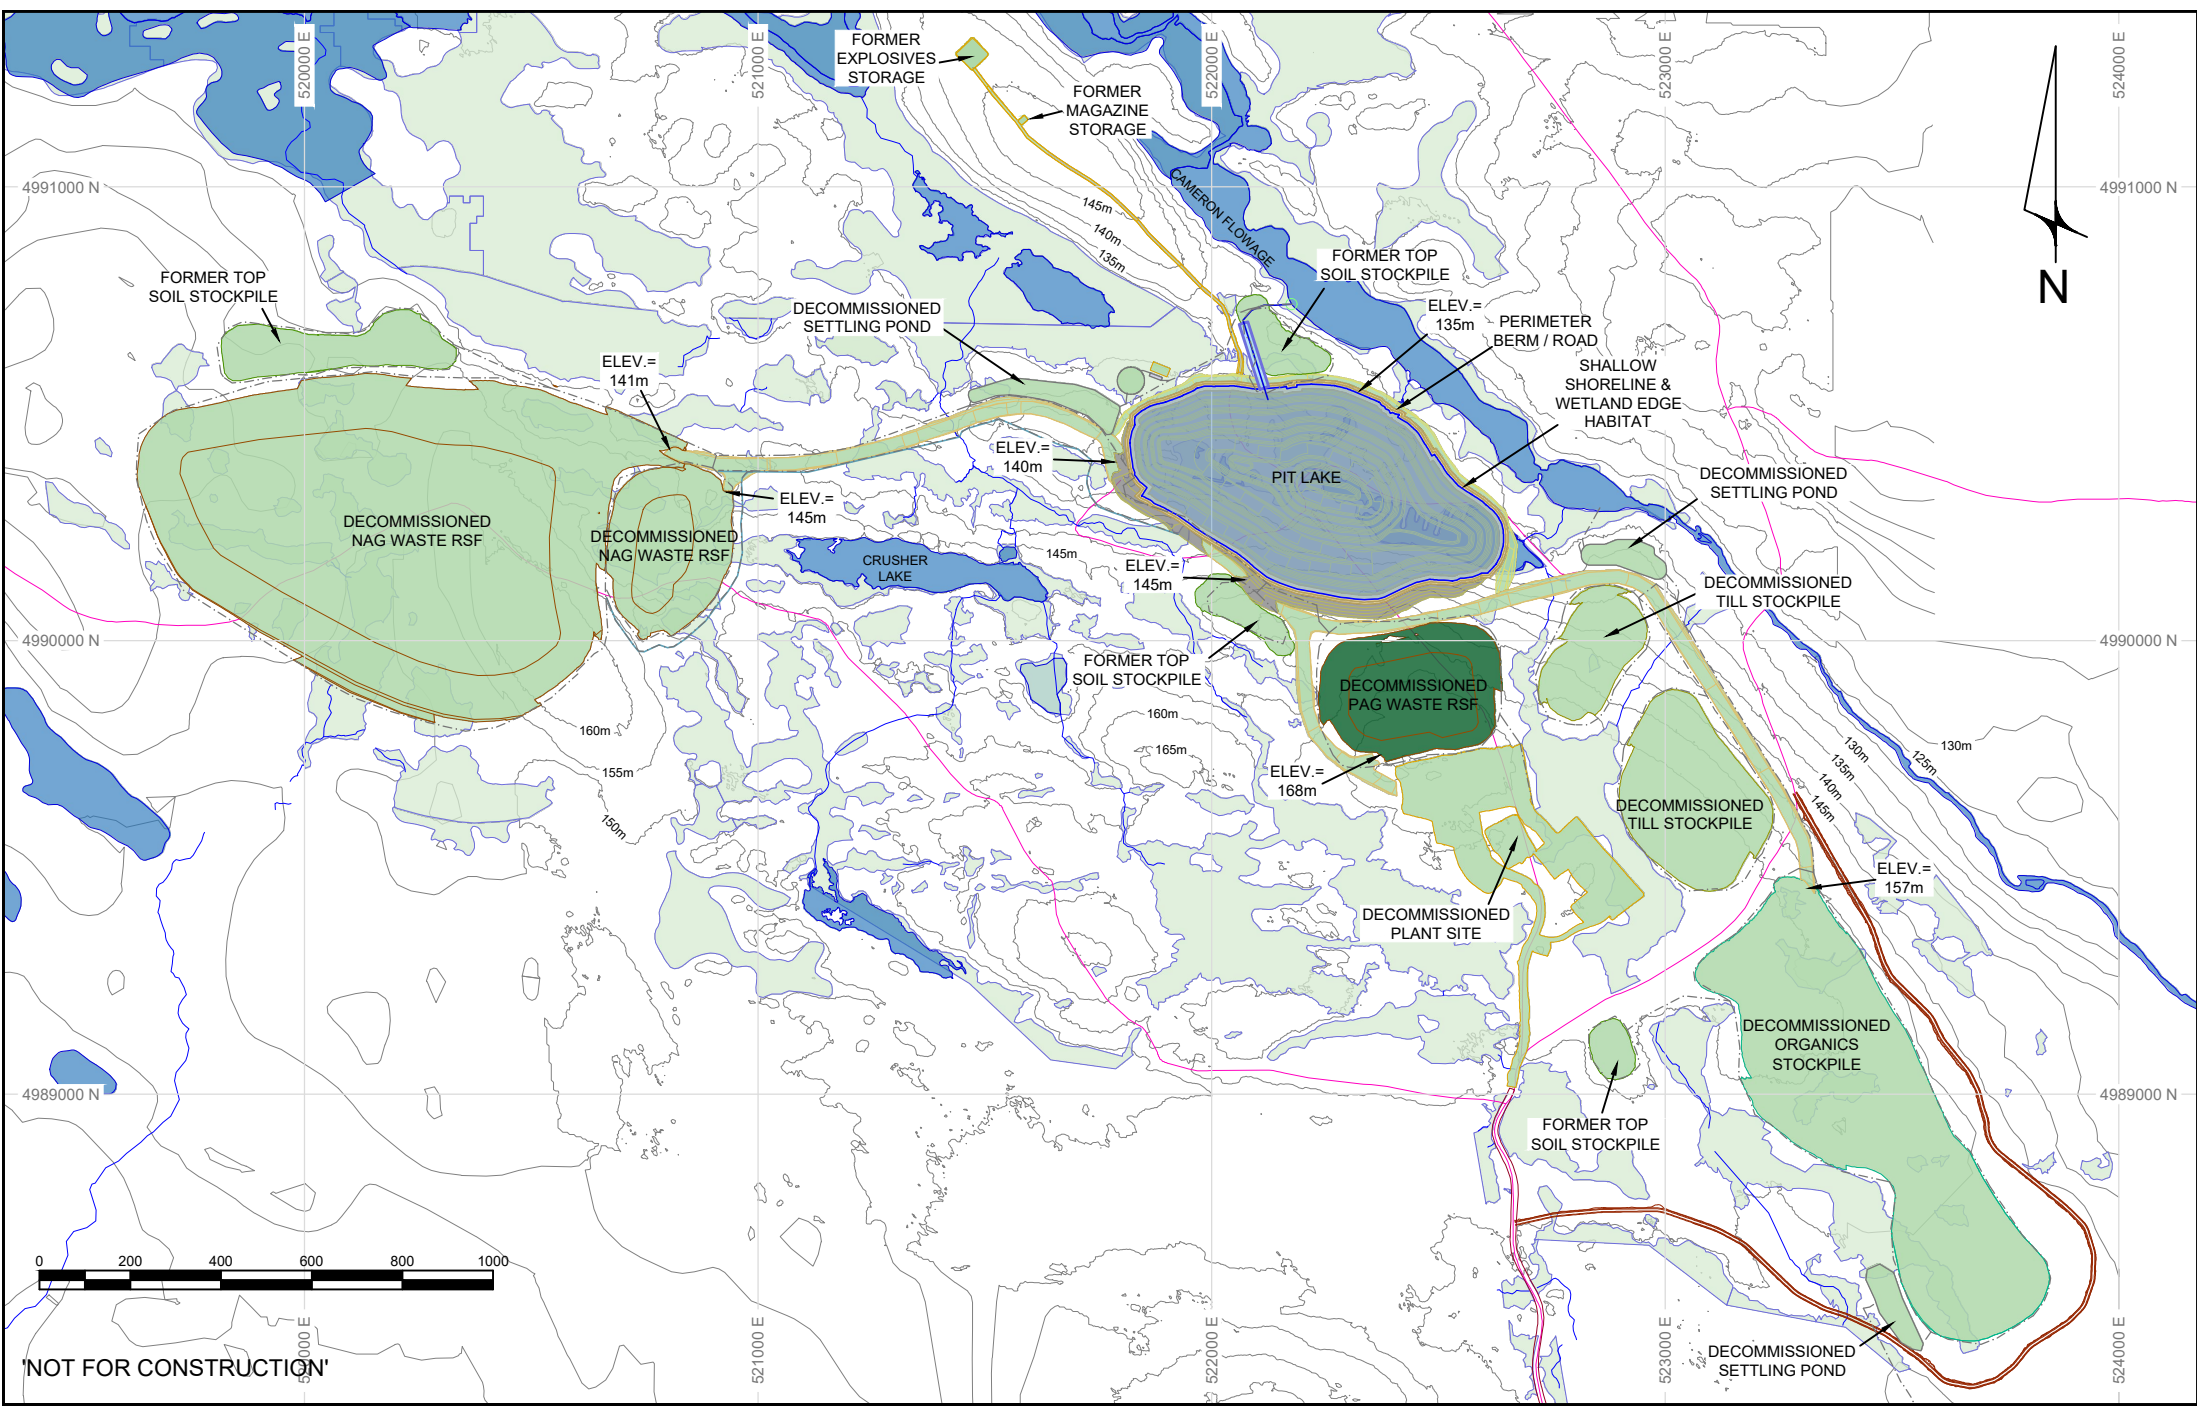 520000 E
521000 E
522000 E
523000 E
524000 E
FORMER
EXPLOSIVES
STORAGE
FORMER
MAGAZINE
STORAGE
4991000 N
4991000 N
CAMERON FLOWAGE
145m
140m
135m
N
FORMER TOP
SOIL STOCKPILE
FORMER TOP
SOIL STOCKPILE
DECOMMISSIONED
SETTLING POND
ELEV.=
135m
PERIMETER
BERM / ROAD
SHALLOW
SHORELINE &
WETLAND EDGE
HABITAT
ELEV.=
141m
ELEV.=
140m
PIT LAKE
DECOMMISSIONED
SETTLING POND
ELEV.=
145m
DECOMMISSIONED
NAG WASTE RSF
DECOMMISSIONED
NAG WASTE RSF
145m
CRUSHER
LAKE
ELEV.=
145m
DECOMMISSIONED
TILL STOCKPILE
4990000 N
4990000 N
FORMER TOP
SOIL STOCKPILE
DECOMMISSIONED
PAG WASTE RSF
160m
165m
160m
155m
150m
ELEV.=
168m
130m
135m
140m
145m
125m
130m
DECOMMISSIONED
TILL STOCKPILE
ELEV.=
157m
DECOMMISSIONED
PLANT SITE
DECOMMISSIONED
ORGANICS
STOCKPILE
4989000 N
4989000 N
FORMER TOP
SOIL STOCKPILE
0 200 400 600 800 1000
DECOMMISSIONED
SETTLING POND
'NOT FOR CONSTRUCTION'
520000 E
521000 E
522000 E
523000 E
524000 E